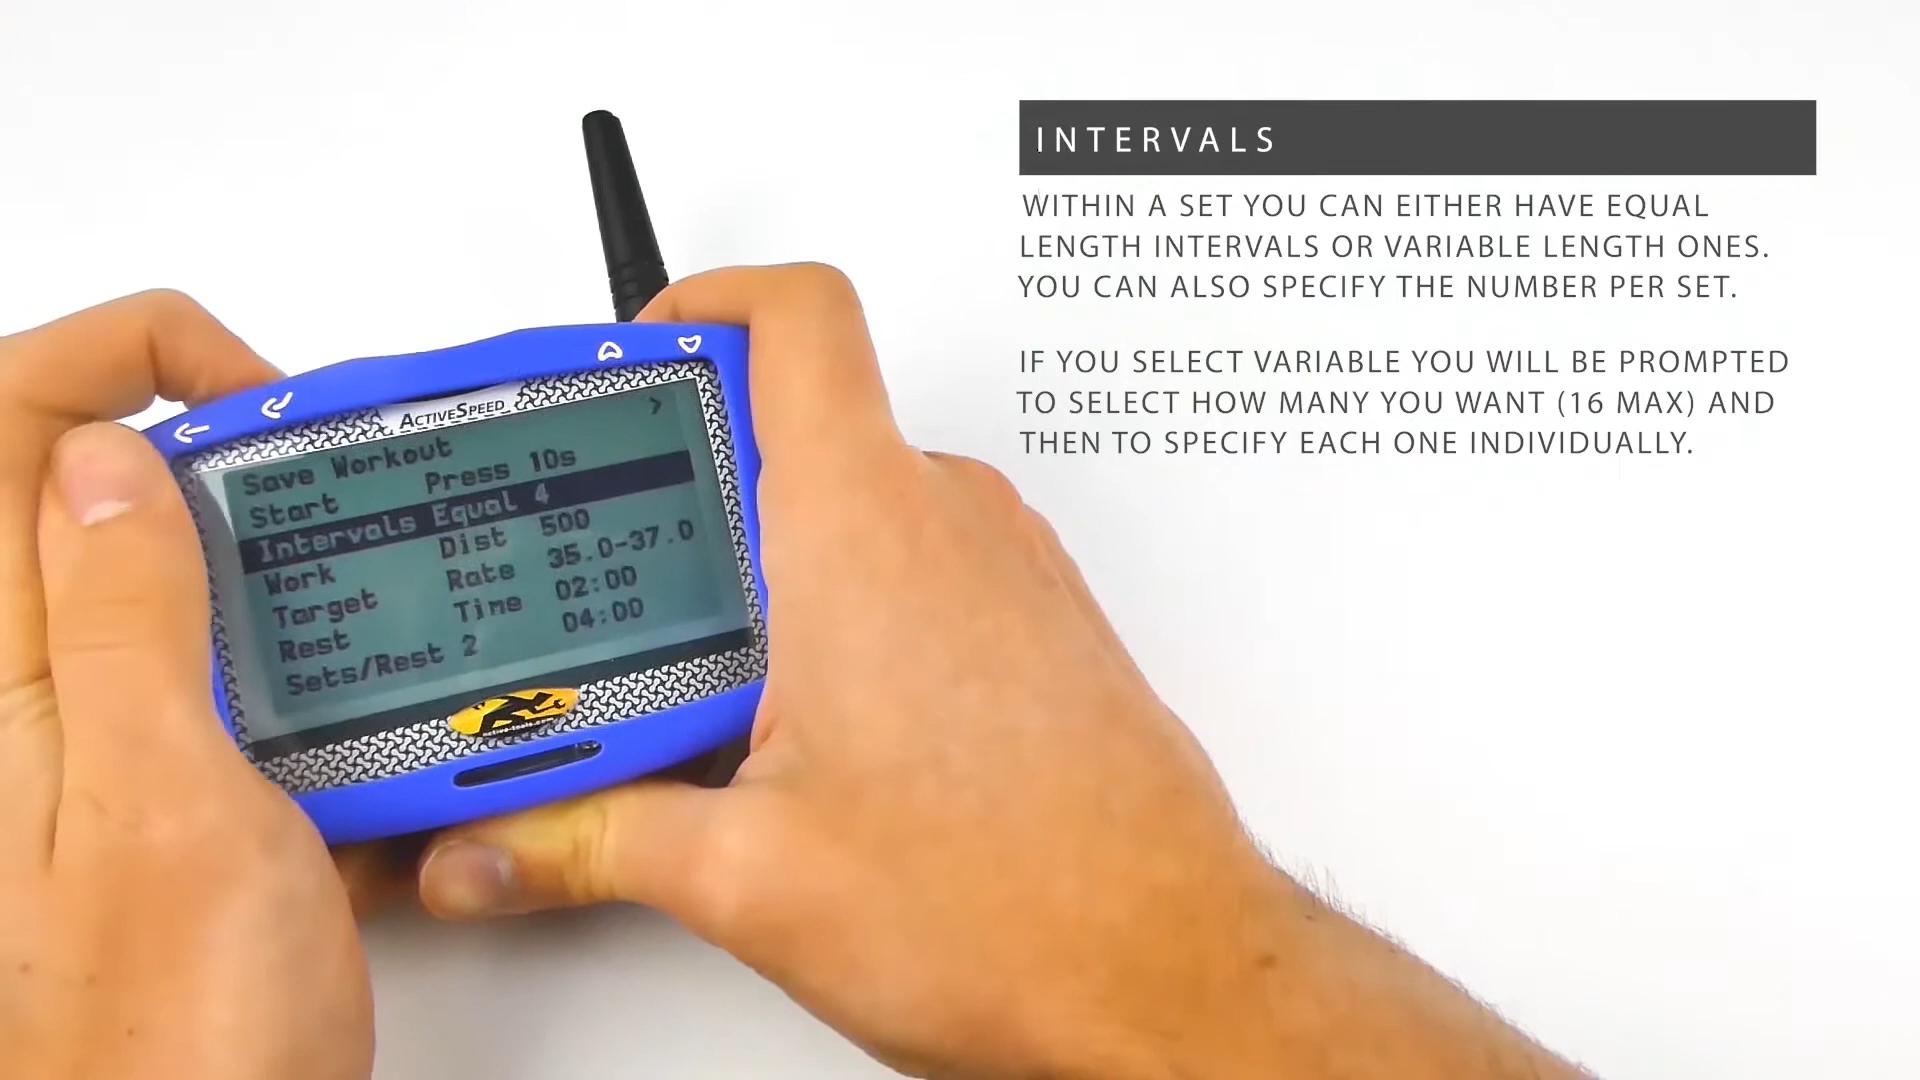 INTERVALS
WITHIN A SET YOU CAN EITHER HAVE EQUAL
LENGTH INTERVALS OR VARIABLE LENGTH ONES.
YOU CAN ALSO SPECIFY THE NUMBER PER SET.
IF YOU SELECT VARIABLE YOU WILL BE PROMPTED
TO SELECT HOW MANY YOU WANT (16 MAX) AND
THEN TO SPECIFY EACH ONE INDIVIDUALLY.
ACTIVESPEED
Save Workout >
Start Press 10s
Intervals Equal 4
Work Dist 500
Target Rate 35.0-37.0
Rest Time 02:00
Sets/Rest 2 04:00
active-tools.com